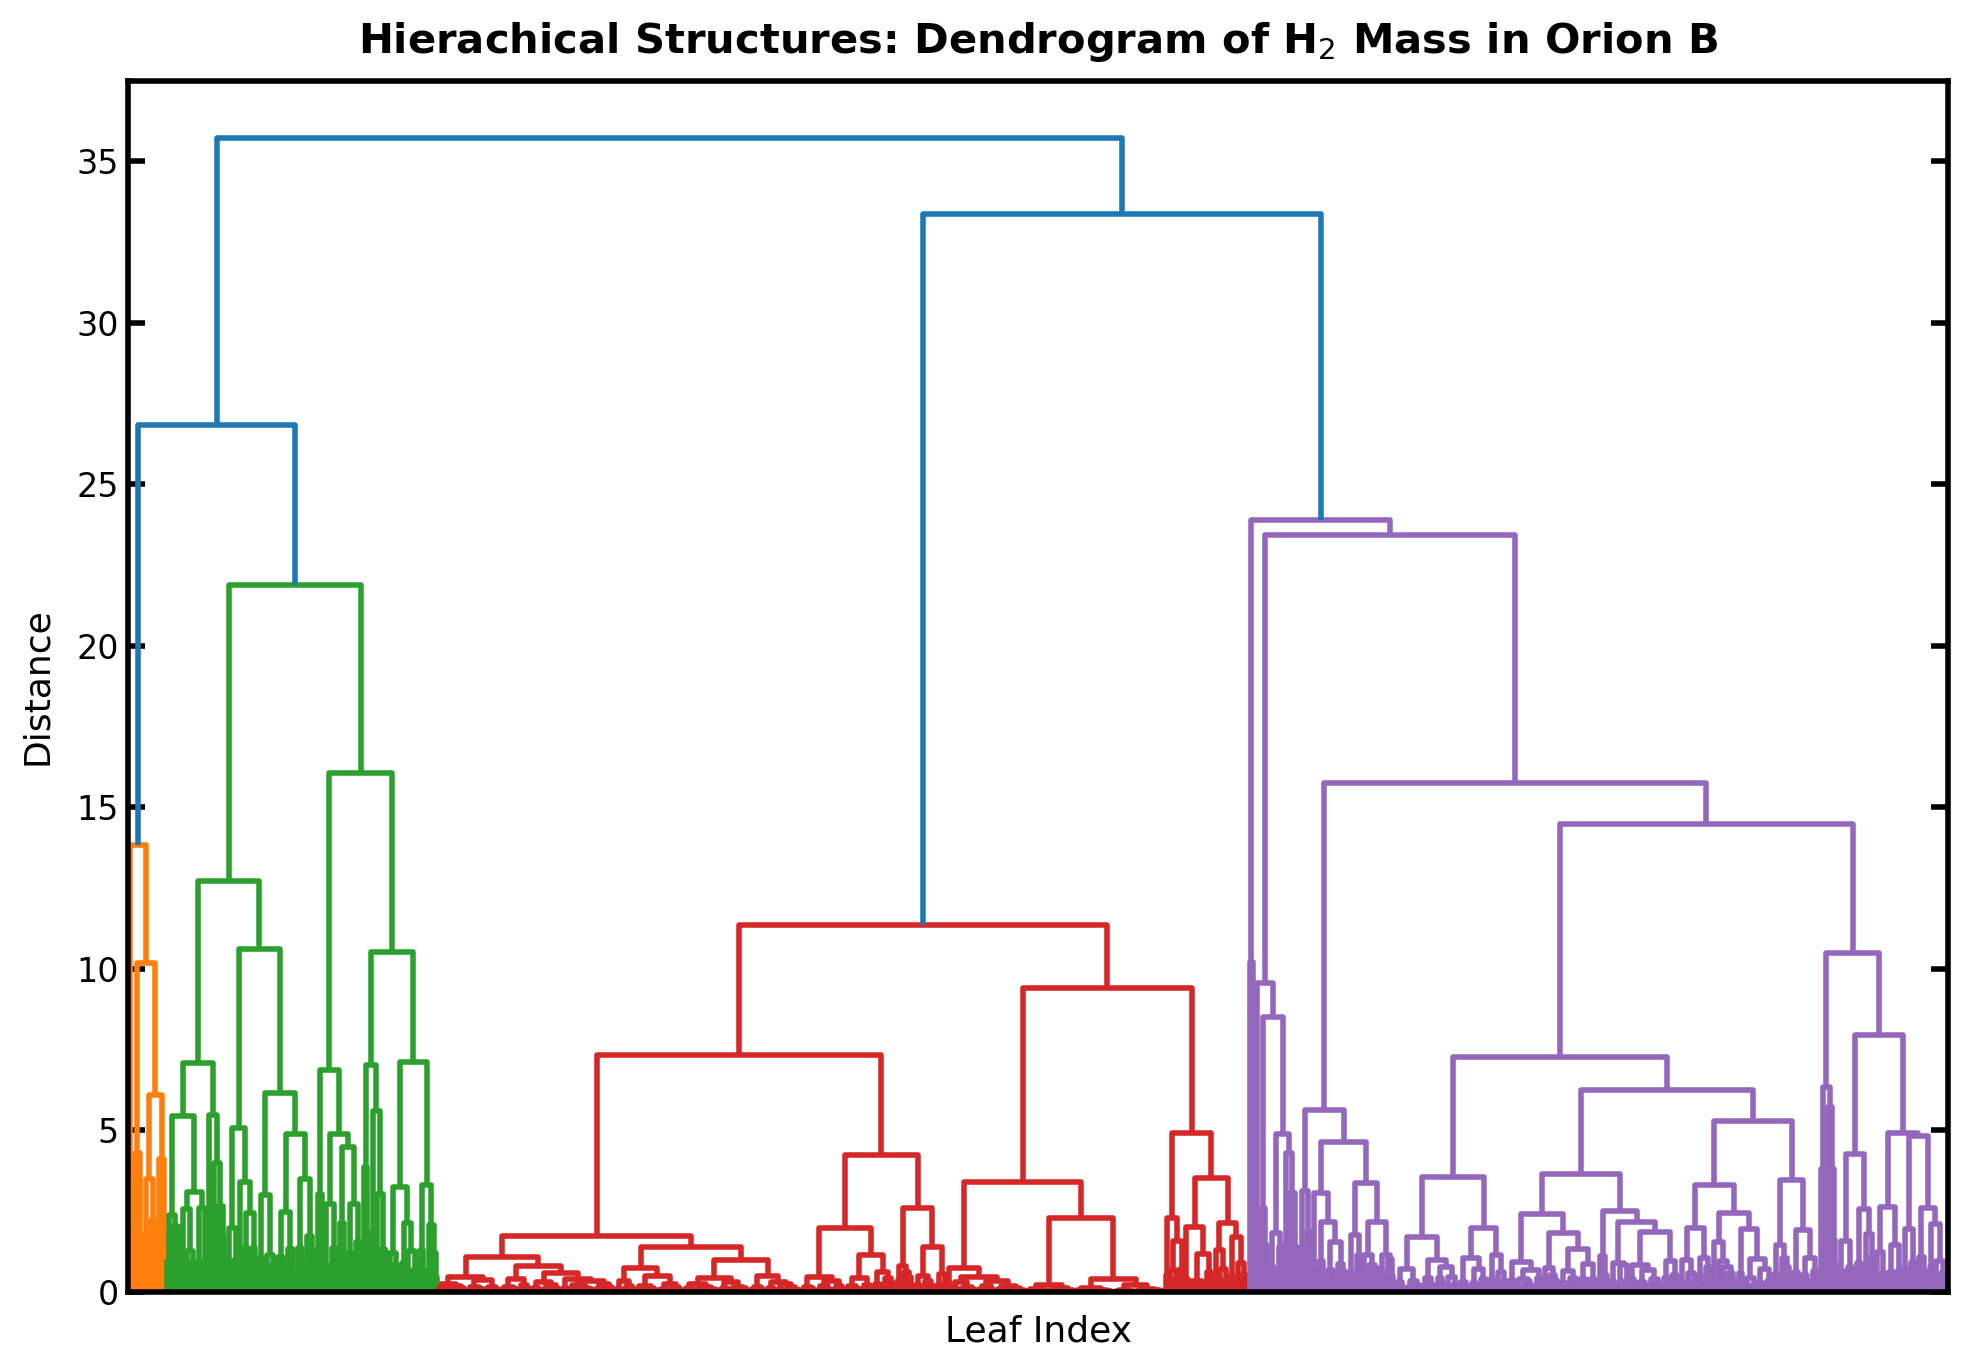 Hierachical Structures: Dendrogram of H₂ Mass in Orion B
35
30
25
20
15
10
5
0
Distance
Leaf Index